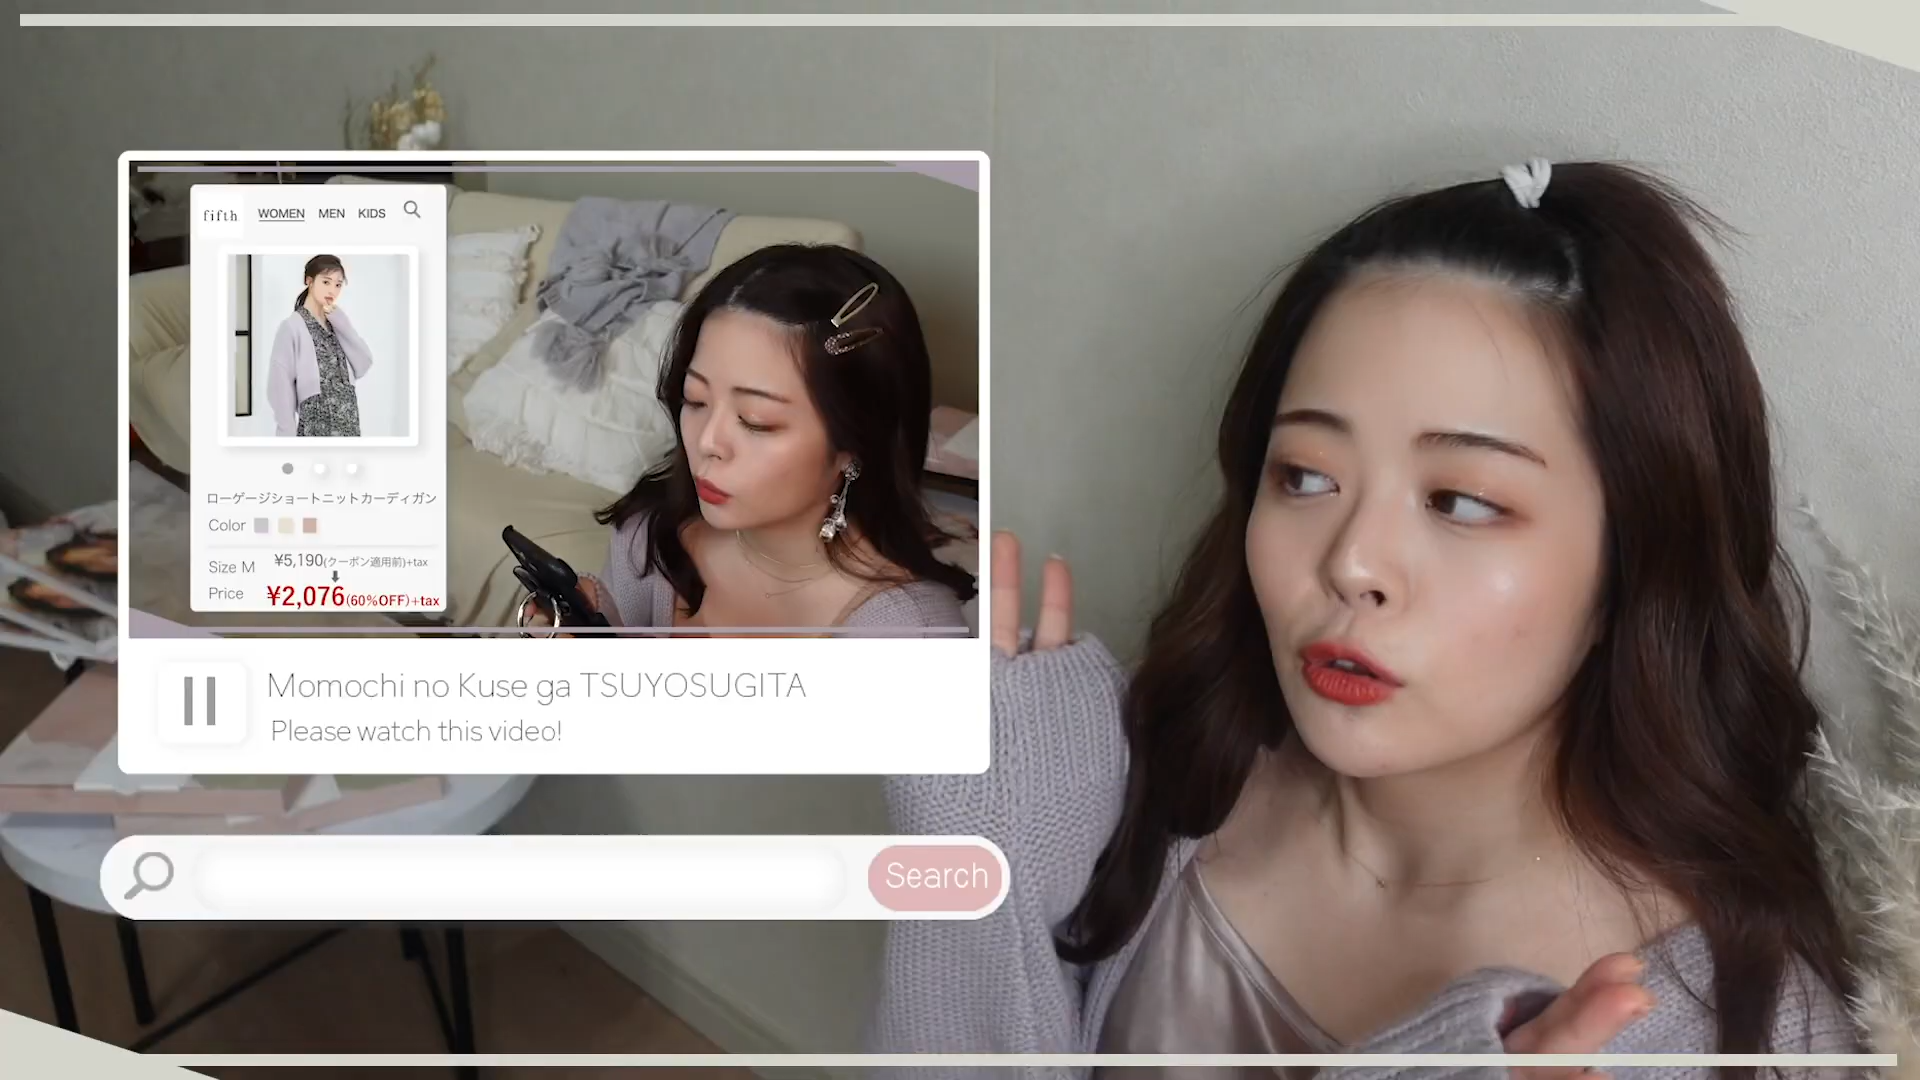 fifth WOMEN MEN KIDS
ローゲージショートニットカーディガン
Color
Size M ¥5,190(クーポン適用前)+tax
Price ¥2,076(60%OFF)+tax
Momochi no Kuse ga TSUYOSUGITA
Please watch this video!
Search